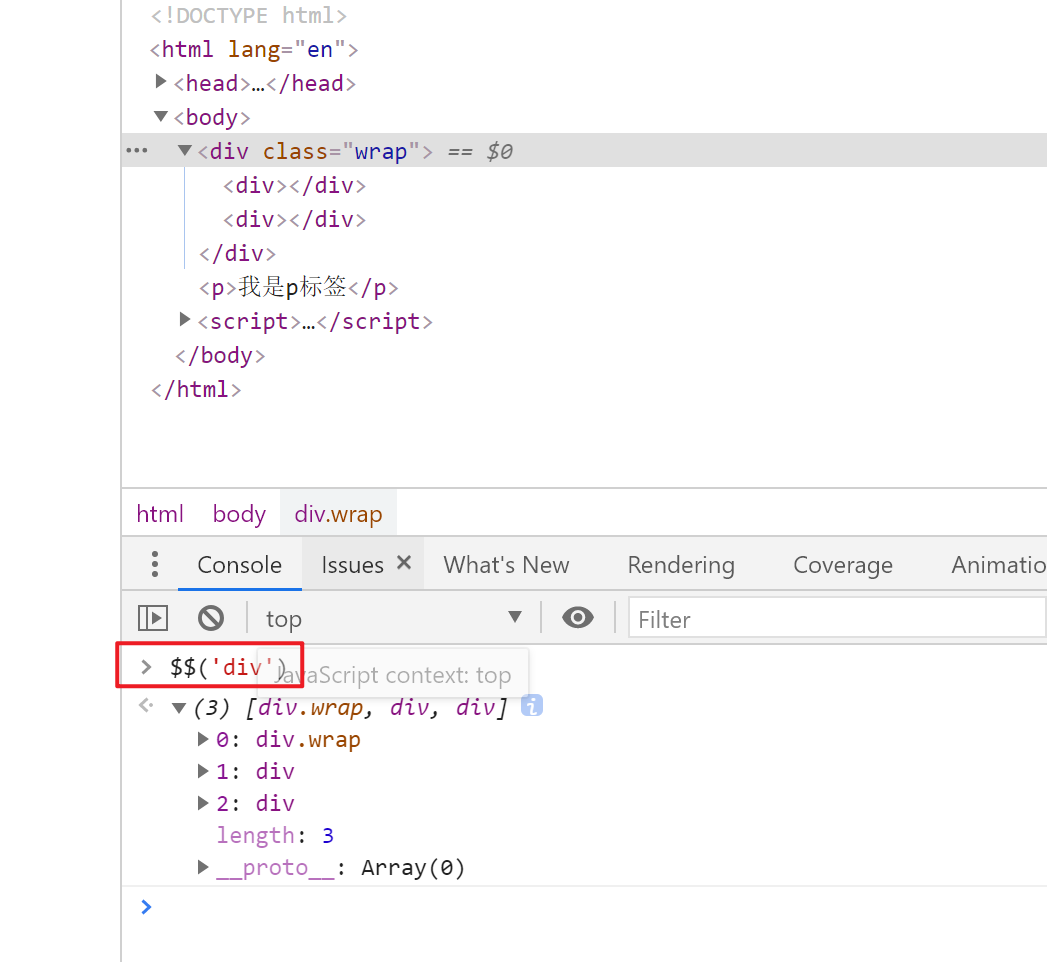 <!DOCTYPE html>
<html lang="en">
<head>…</head>
<body>
<div class="wrap"> == $0
<div></div>
<div></div>
</div>
<p>我是p标签</p>
<script>…</script>
</body>
</html>
html body div.wrap
Console Issues What's New Rendering Coverage Animatio
top Filter
> $$('div')
JavaScript context: top
(3) [div.wrap, div, div] i
0: div.wrap
1: div
2: div
length: 3
__proto__: Array(0)
>